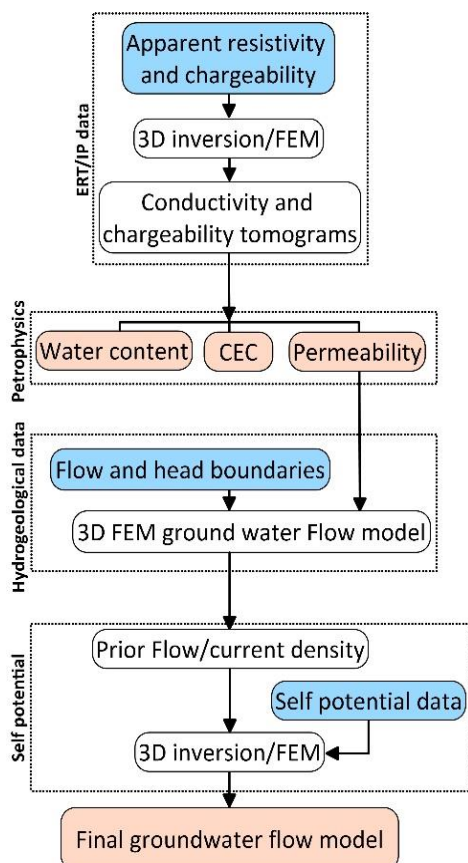 Apparent resistivity
and chargeability
3D inversion/FEM
Conductivity and
chargeability tomograms
ERT/IP data
Water content
CEC
Permeability
Petrophysics
Flow and head boundaries
3D FEM ground water Flow model
Hydrogeological data
Prior Flow/current density
Self potential data
3D inversion/FEM
Self potential
Final groundwater flow model